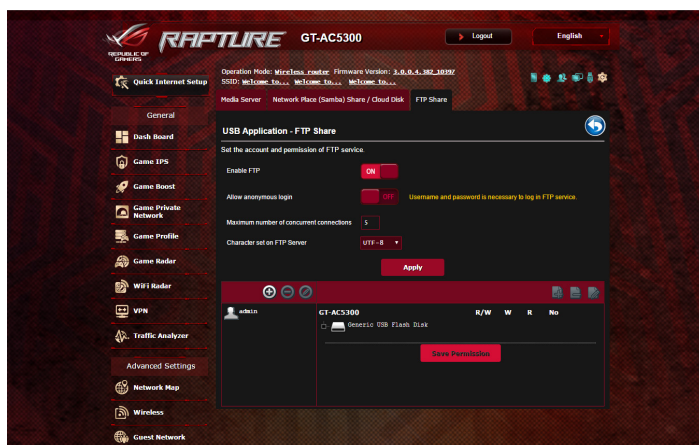 REPUBLIC OF
GAMERS
RAPTURE
GT-AC5300
Logout
English
Quick Internet Setup
Operation Mode: Wireless router Firmware Version: 3.0.0.4.382_10397
SSID: Welcome to... Welcome to... Welcome to...
Media Server Network Place (Samba) Share / Cloud Disk FTP Share
General
Dash Board
Game IPS
Game Boost
Game Private
Network
Game Profile
Game Radar
WiFi Radar
VPN
Traffic Analyzer
Advanced Settings
Network Map
Wireless
Guest Network
USB Application - FTP Share
Set the account and permission of FTP service.
Enable FTP ON
Allow anonymous login OFF Username and password is necessary to log in FTP service.
Maximum number of concurrent connections 5
Character set on FTP Server UTF-8
Apply
admin
GT-AC5300 R/W W R No
Generic USB Flash Disk
Save Permission